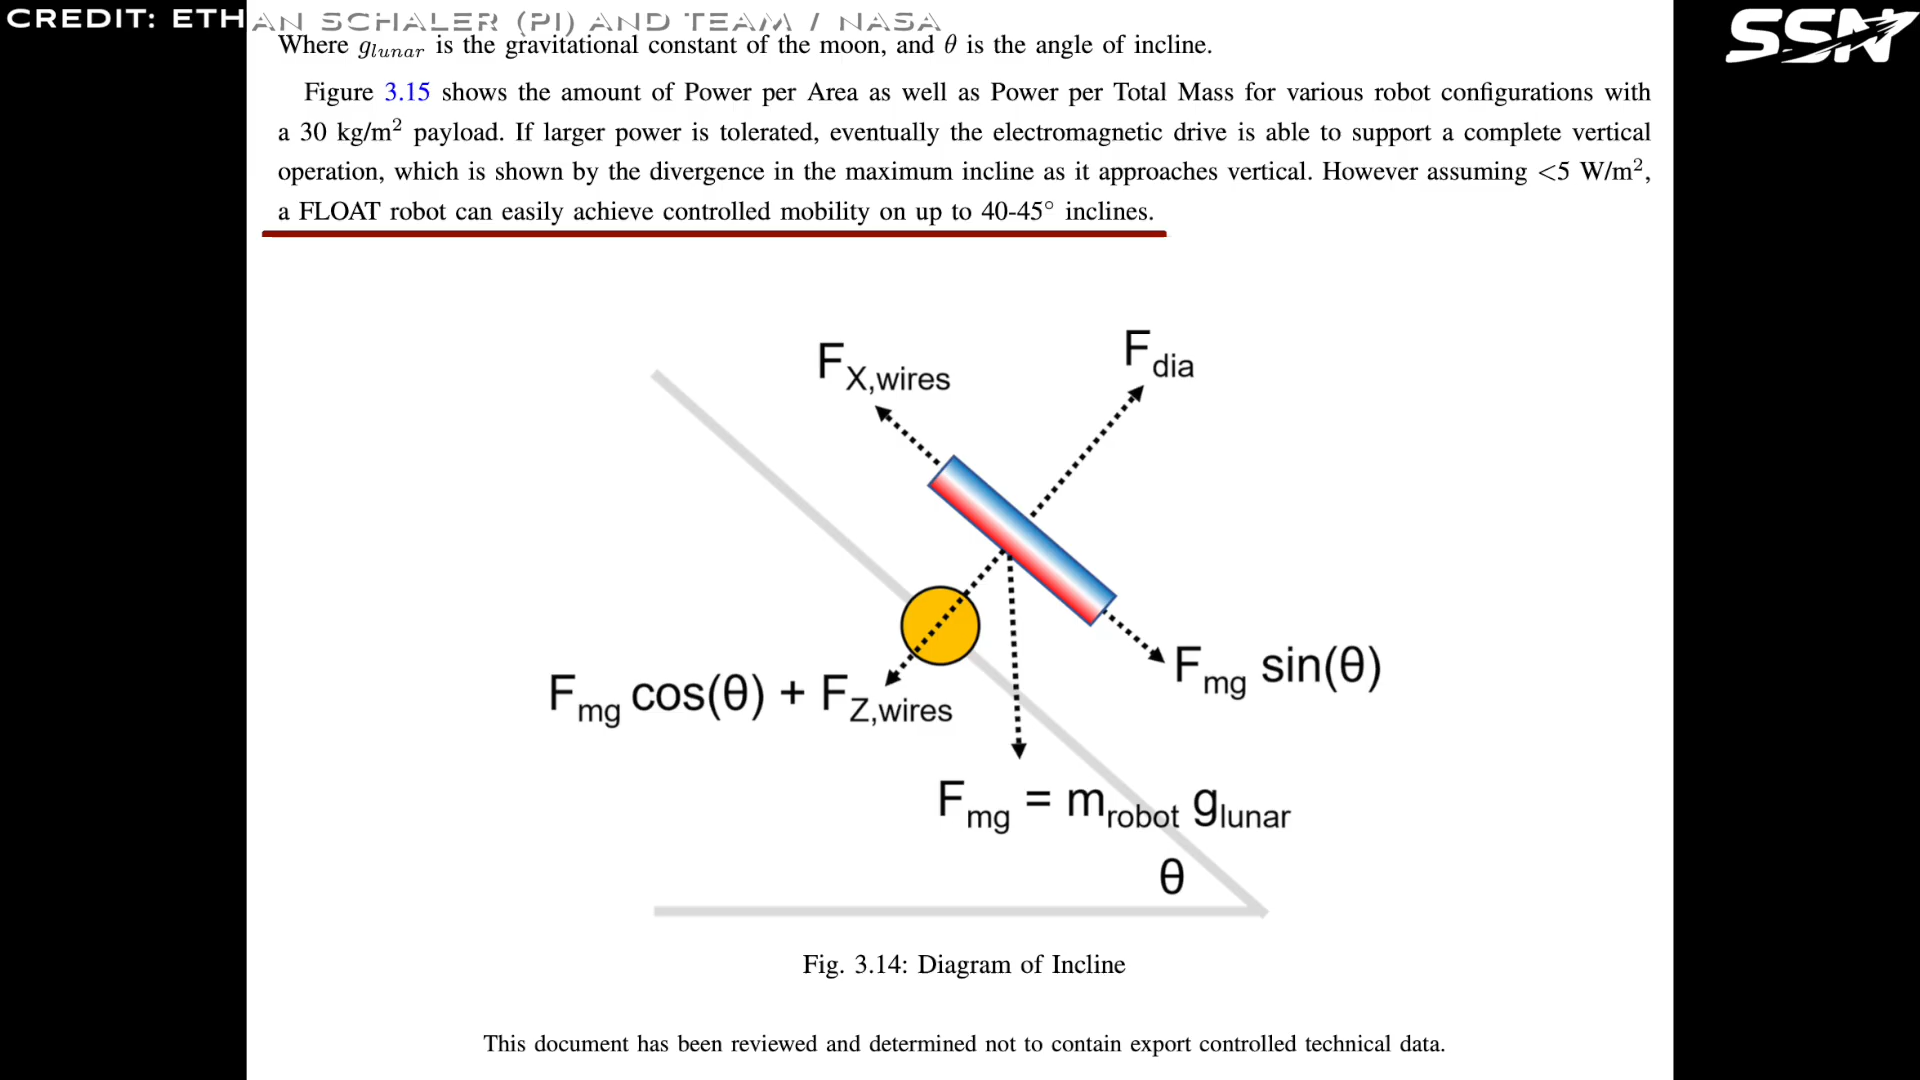 CREDIT: ETHAN SCHALER (PI) AND TEAM / NASA
SSN
Where g_lunar is the gravitational constant of the moon, and θ is the angle of incline.
Figure 3.15 shows the amount of Power per Area as well as Power per Total Mass for various robot configurations with
a 30 kg/m² payload. If larger power is tolerated, eventually the electromagnetic drive is able to support a complete vertical
operation, which is shown by the divergence in the maximum incline as it approaches vertical. However assuming <5 W/m²,
a FLOAT robot can easily achieve controlled mobility on up to 40-45° inclines.
F_X,wires
F_dia
F_mg sin(θ)
F_mg cos(θ) + F_Z,wires
F_mg = m_robot g_lunar
θ
Fig. 3.14: Diagram of Incline
This document has been reviewed and determined not to contain export controlled technical data.